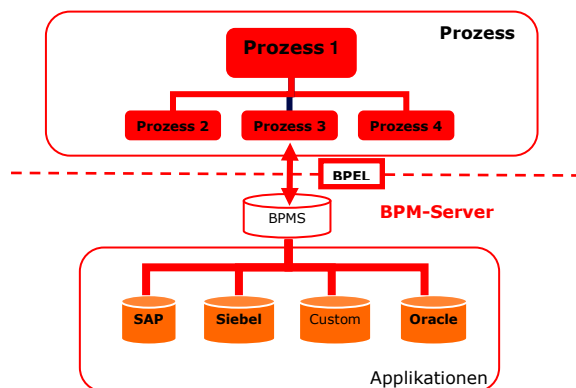 Prozess
Prozess 1
Prozess 2 Prozess 3 Prozess 4
BPEL
BPMS
BPM-Server
SAP Siebel Custom Oracle
Applikationen